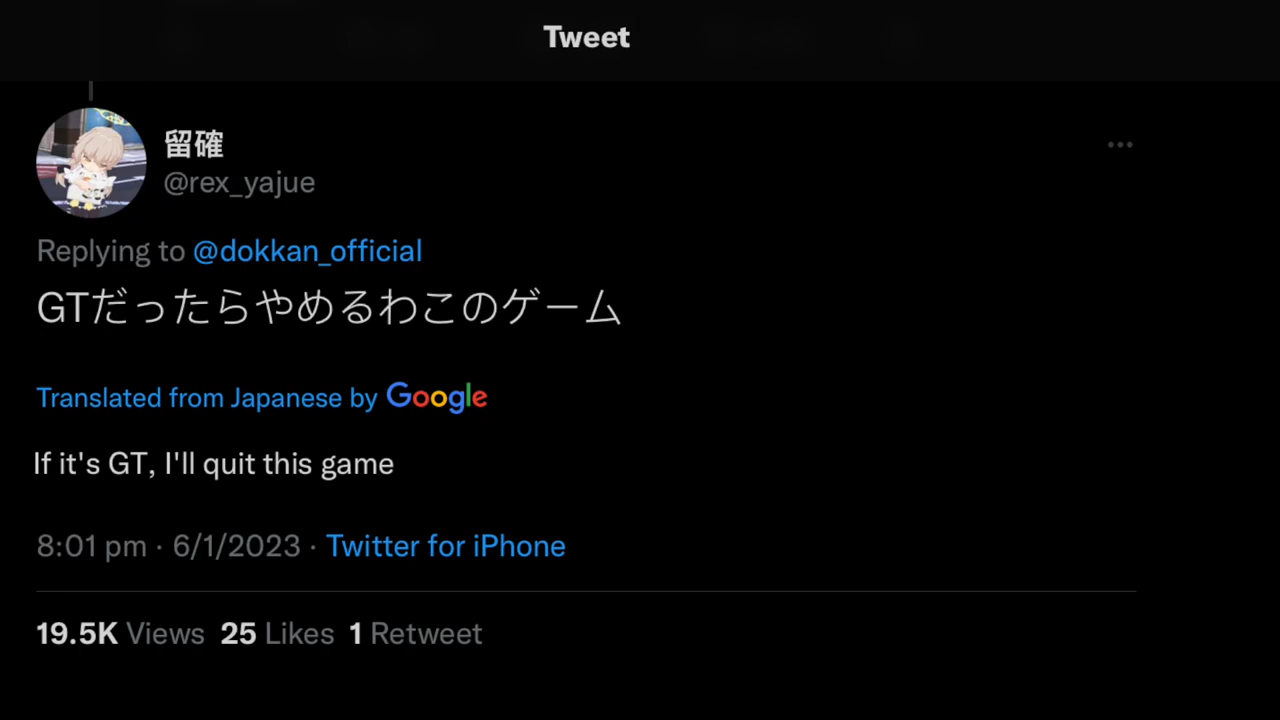 Tweet
留確
@rex_yajue
Replying to @dokkan_official
GTだったらやめるわこのゲーム
Translated from Japanese by Google
If it's GT, I'll quit this game
8:01 pm · 6/1/2023 · Twitter for iPhone
19.5K Views 25 Likes 1 Retweet